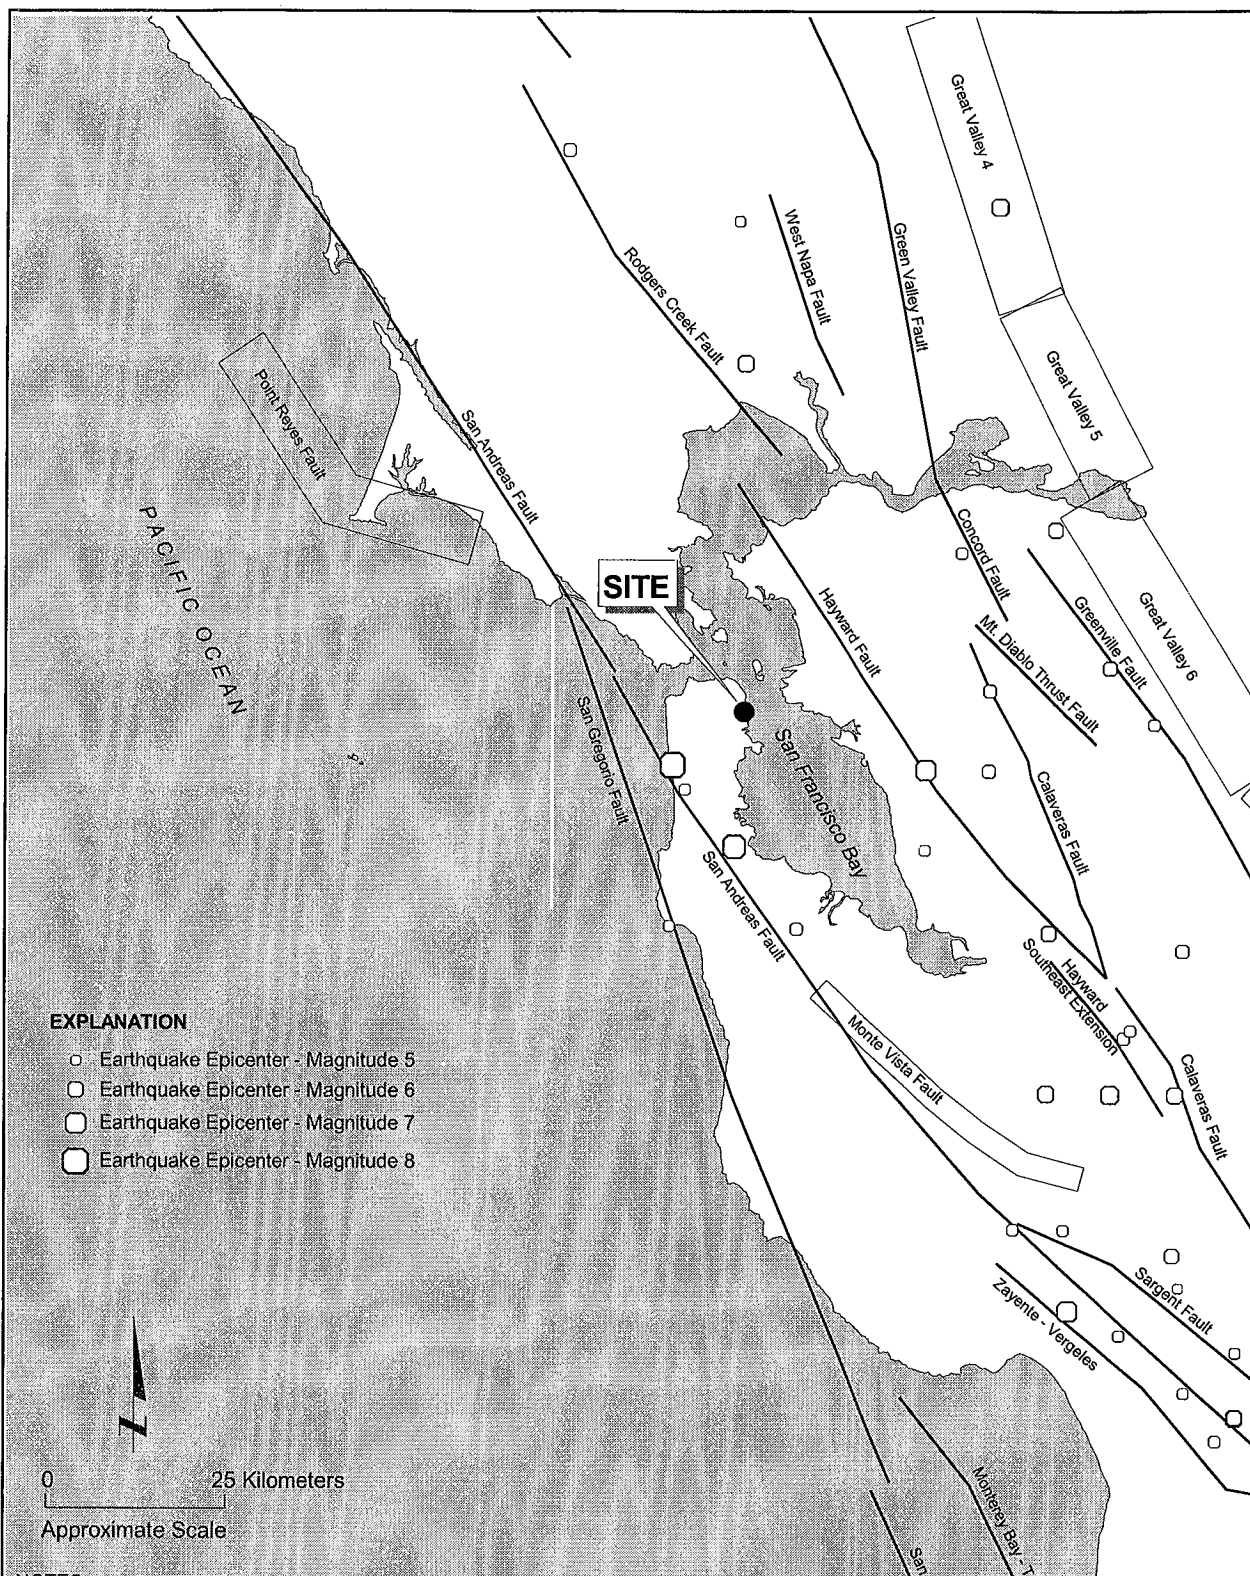 Great Valley 4
West Napa Fault
Green Valley Fault
Rodgers Creek Fault
Great Valley 5
Point Reyes Fault
San Andreas Fault
PACIFIC OCEAN
Concord Fault
SITE
Hayward Fault
Greenville Fault
Great Valley 6
Mt. Diablo Thrust Fault
San Gregorio Fault
San Francisco Bay
Calaveras Fault
San Andreas Fault
Hayward
Southeast Extension
Monte Vista Fault
Calaveras Fault
EXPLANATION
Earthquake Epicenter - Magnitude 5
Earthquake Epicenter - Magnitude 6
Earthquake Epicenter - Magnitude 7
Earthquake Epicenter - Magnitude 8
Sargent Fault
Zayente - Vergeles
0 25 Kilometers
Approximate Scale
Monterey Bay - T
San